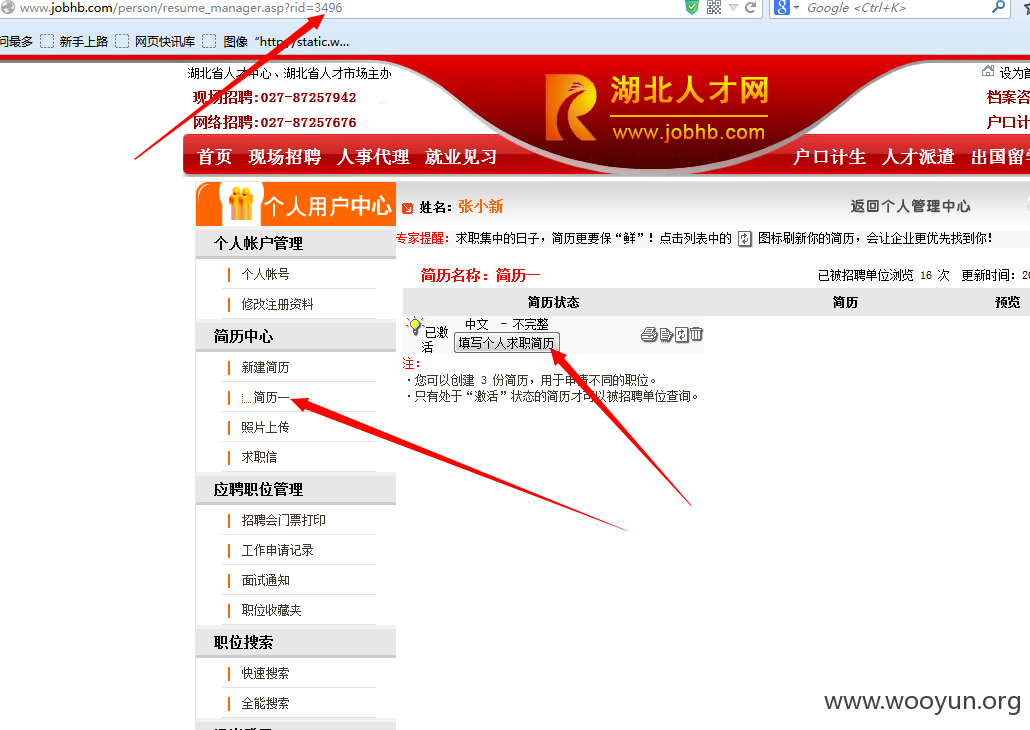 www.jobhb.com/person/resume_manager.asp?rid=3496
Google <Ctrl+K>
问最多 新手上路 网页快讯库 图像 “http://static.w...
湖北省人才中心、湖北省人才市场主办
设为首
现场招聘:027-87257942
湖北人才网
档案咨
网络招聘:027-87257676
www.jobhb.com
户口计
首页 现场招聘 人事代理 就业见习
户口计生 人才派遣 出国留学
个人用户中心
姓名: 张小新
返回个人管理中心
个人帐户管理
专家提醒: 求职集中的日子，简历更要保“鲜”！点击列表中的 图标刷新你的简历，会让企业更优先找到你!
个人帐号
简历名称: 简历一
已被招聘单位浏览 16 次 更新时间: 20
修改注册资料
简历状态 简历 预览
简历中心
已激活
中文 - 不完整
填写个人求职简历
注:
新建简历
·您可以创建 3 份简历，用于申请不同的职位。
简历一
·只有处于“激活”状态的简历才可以被招聘单位查询。
照片上传
求职信
应聘职位管理
招聘会门票打印
工作申请记录
面试通知
职位收藏夹
职位搜索
快速搜索
全能搜索
www.wooyun.org